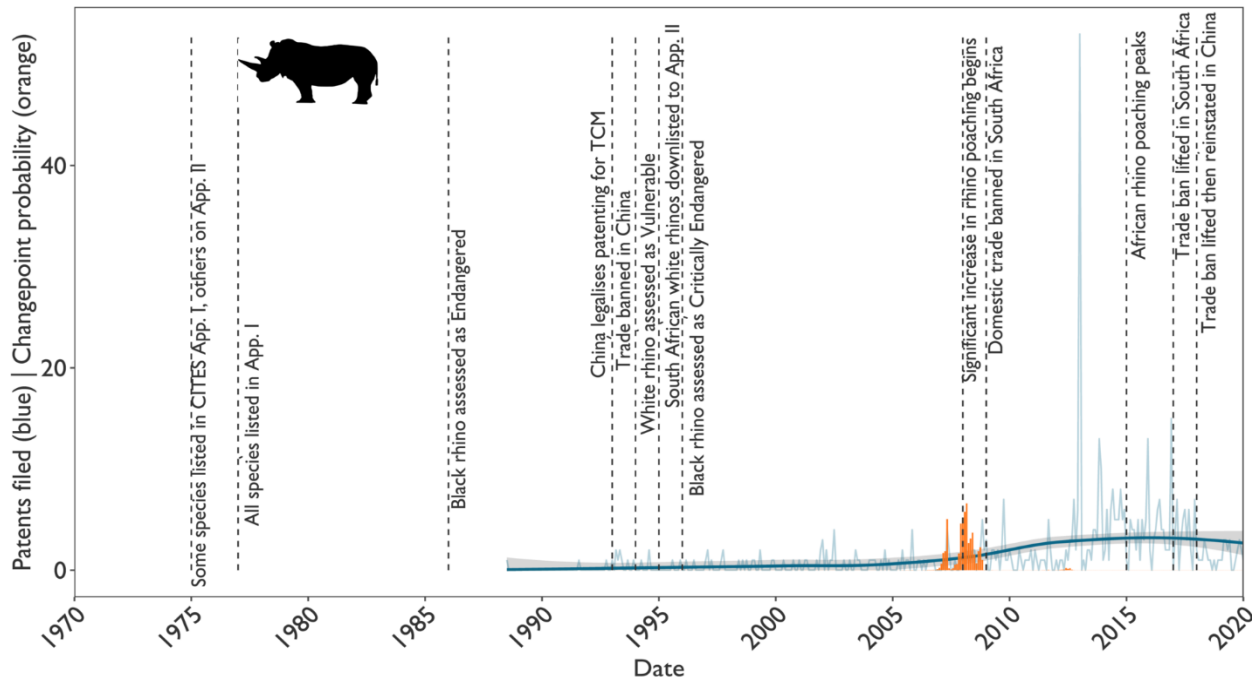 Patents filed (blue) | Changepoint probability (orange)
40
20
0
Some species listed in CITES App. I, others on App. II
All species listed in App. I
Black rhino assessed as Endangered
China legalises patenting for TCM
Trade banned in China
White rhino assessed as Vulnerable
South African white rhinos downlisted to App. II
Black rhino assessed as Critically Endangered
Significant increase in rhino poaching begins
Domestic trade banned in South Africa
African rhino poaching peaks
Trade ban lifted in South Africa
Trade ban lifted then reinstated in China
1970
1975
1980
1985
1990
1995
2000
2005
2010
2015
2020
Date